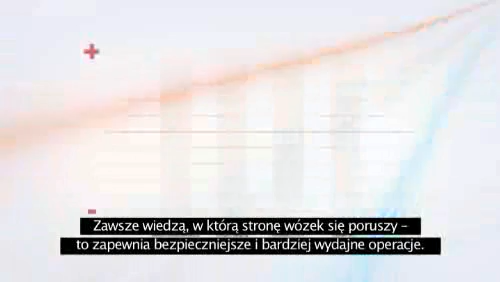 Zawsze wiedzą, w którą stronę wózek się poruszy –
to zapewnia bezpieczniejsze i bardziej wydajne operacje.